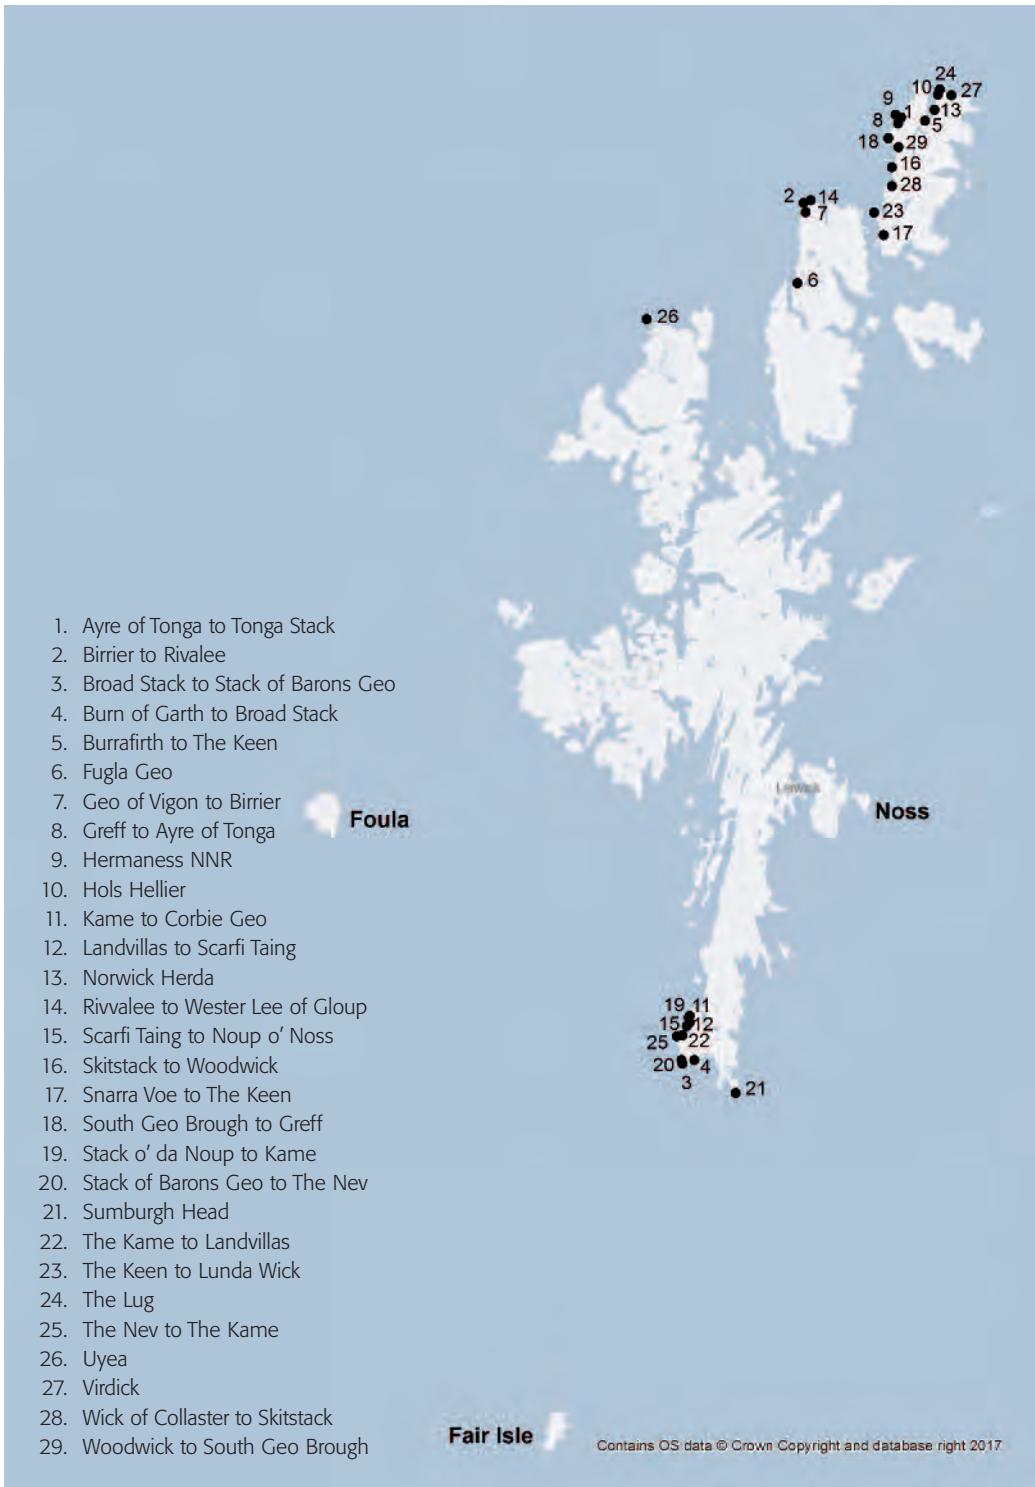 24
10
27
9
1
13
8
5
18
29
16
28
2
14
7
23
17
6
26
1. Ayre of Tonga to Tonga Stack
2. Birrier to Rivalee
3. Broad Stack to Stack of Barons Geo
4. Burn of Garth to Broad Stack
5. Burrafirth to The Keen
6. Fugla Geo
7. Geo of Vigon to Birrier
8. Greff to Ayre of Tonga
9. Hermaness NNR
10. Hols Hellier
11. Kame to Corbie Geo
12. Landvillas to Scarfi Taing
13. Norwick Herda
14. Rivvalee to Wester Lee of Gloup
15. Scarfi Taing to Noup o' Noss
16. Skitstack to Woodwick
17. Snarra Voe to The Keen
18. South Geo Brough to Greff
19. Stack o' da Noup to Kame
20. Stack of Barons Geo to The Nev
21. Sumburgh Head
22. The Kame to Landvillas
23. The Keen to Lunda Wick
24. The Lug
25. The Nev to The Kame
26. Uyea
27. Virdick
28. Wick of Collaster to Skitstack
29. Woodwick to South Geo Brough
Lerwick
Foula
Noss
19 11
15 12
25 22
20 4
3
21
Fair Isle
Contains OS data © Crown Copyright and database right 2017